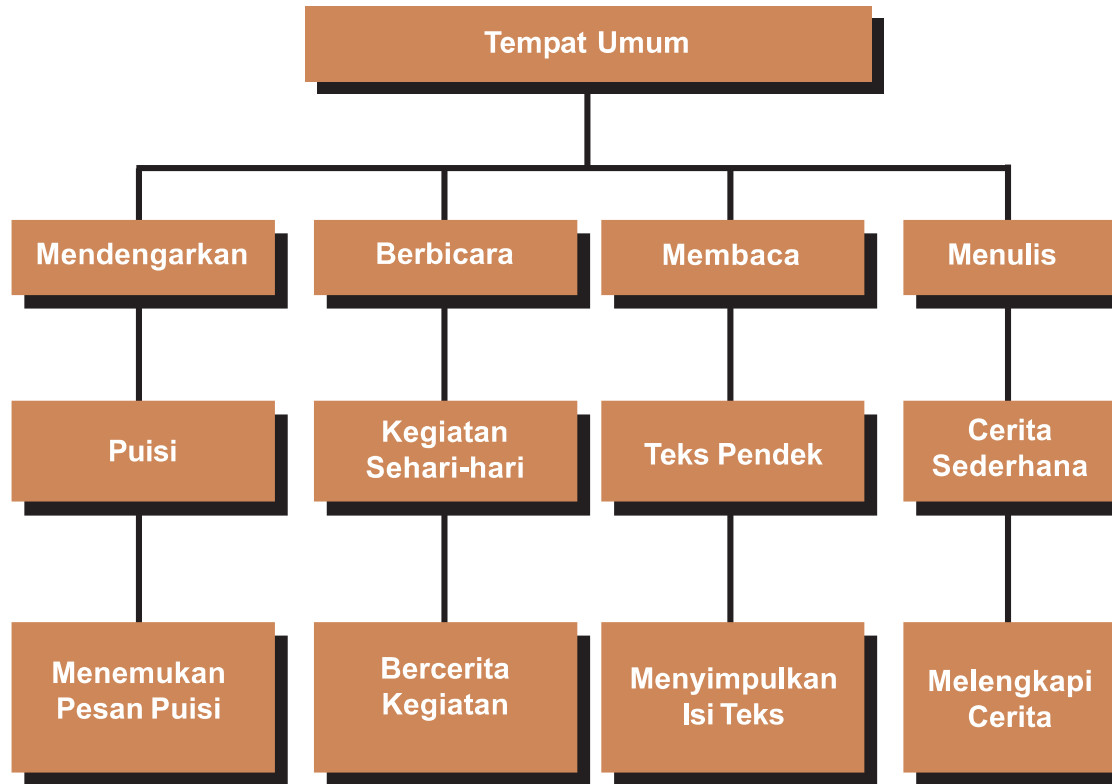 Tempat Umum
Mendengarkan
Berbicara
Membaca
Menulis
Puisi
Kegiatan
Sehari-hari
Teks Pendek
Cerita
Sederhana
Menemukan
Pesan Puisi
Bercerita
Kegiatan
Menyimpulkan
Isi Teks
Melengkapi
Cerita